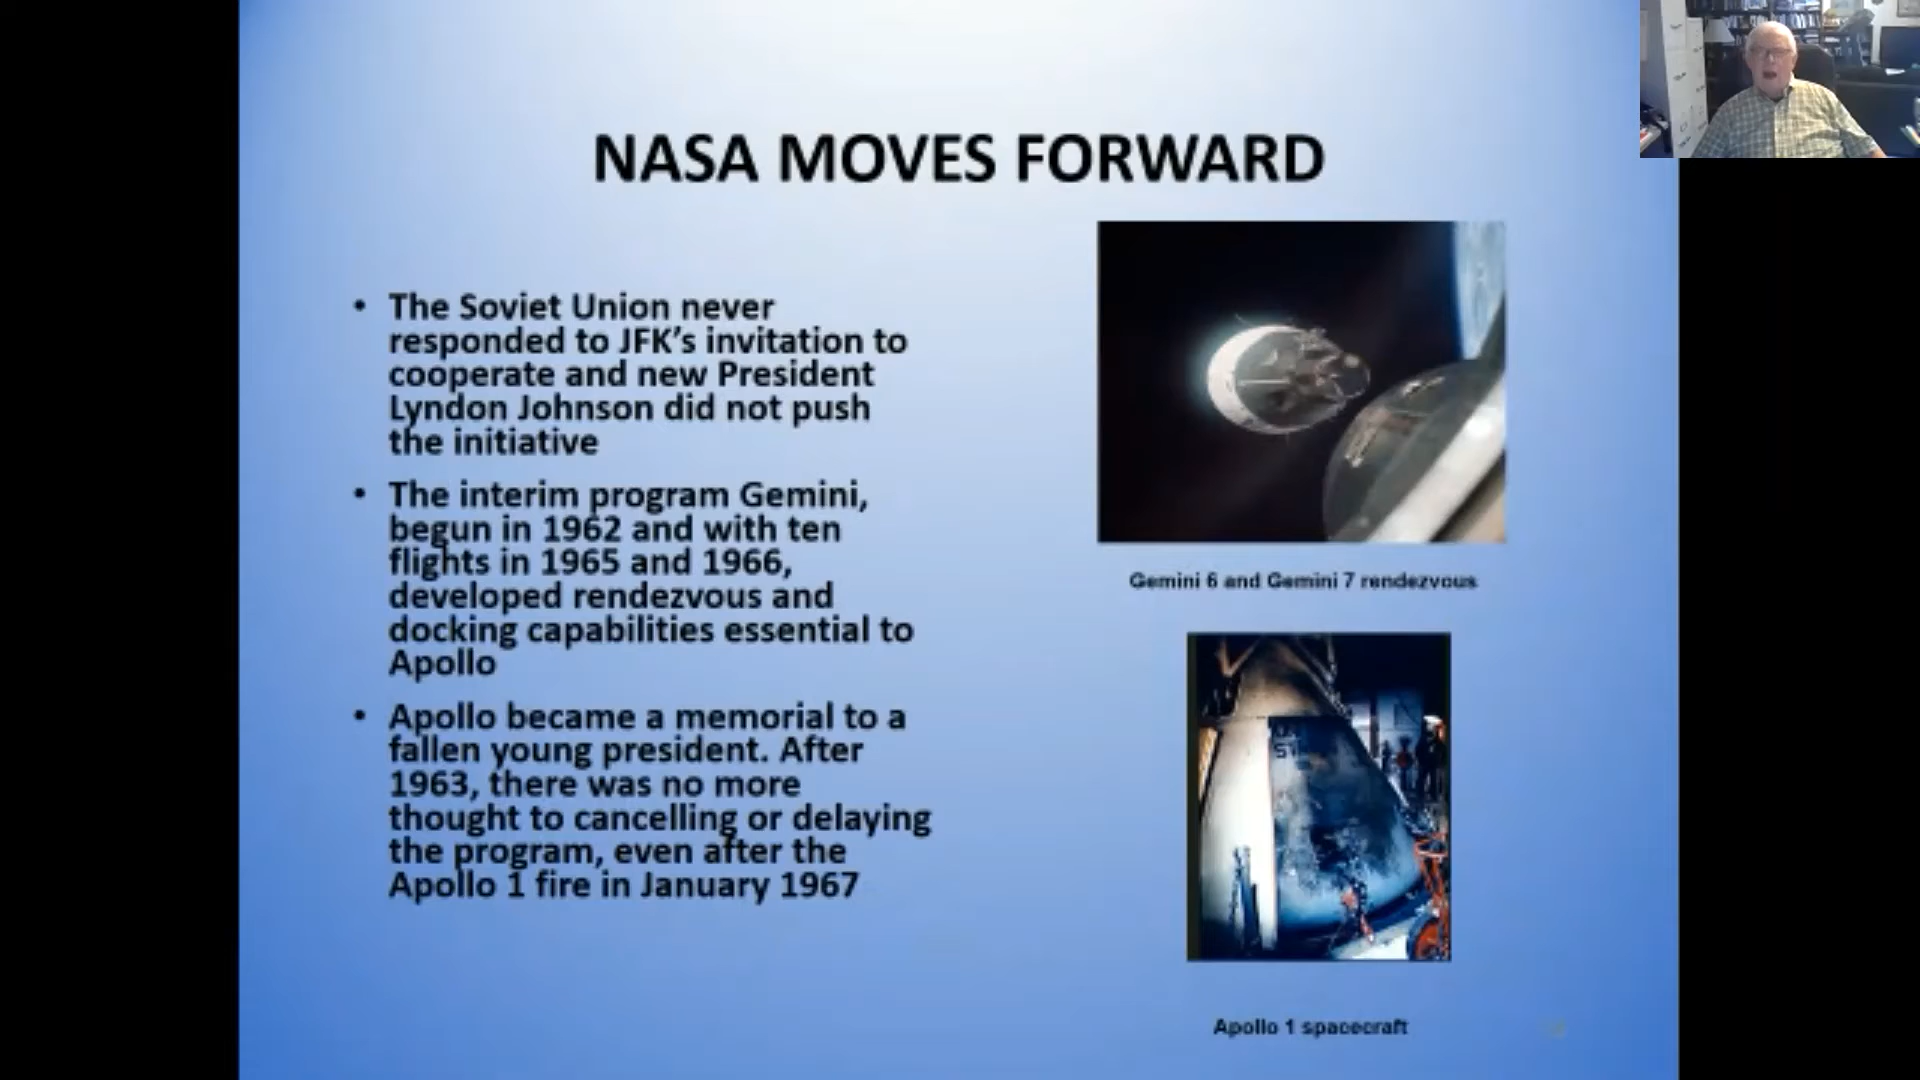 NASA MOVES FORWARD
• The Soviet Union never
responded to JFK's invitation to
cooperate and new President
Lyndon Johnson did not push
the initiative
• The interim program Gemini,
begun in 1962 and with ten
flights in 1965 and 1966,
developed rendezvous and
docking capabilities essential to
Apollo
• Apollo became a memorial to a
fallen young president. After
1963, there was no more
thought to cancelling or delaying
the program, even after the
Apollo 1 fire in January 1967
Gemini 6 and Gemini 7 rendezvous
Apollo 1 spacecraft